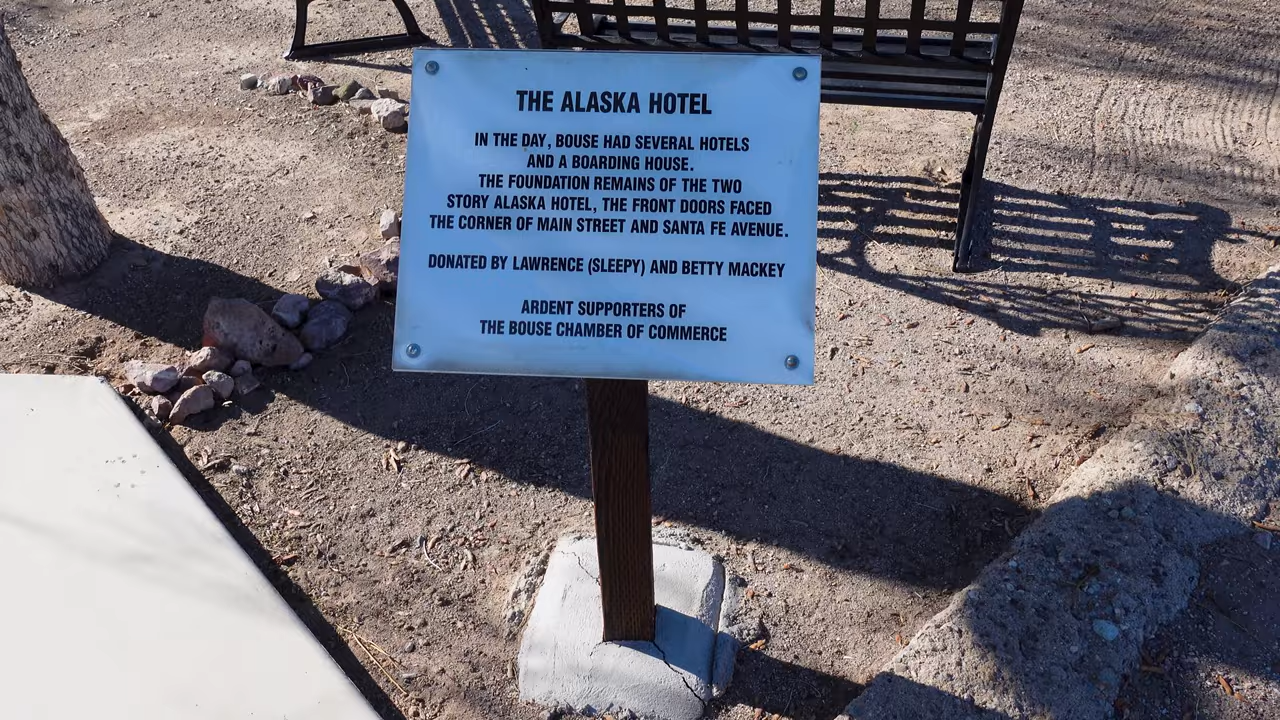 THE ALASKA HOTEL
IN THE DAY, BOUSE HAD SEVERAL HOTELS
AND A BOARDING HOUSE.
THE FOUNDATION REMAINS OF THE TWO
STORY ALASKA HOTEL, THE FRONT DOORS FACED
THE CORNER OF MAIN STREET AND SANTA FE AVENUE.
DONATED BY LAWRENCE (SLEEPY) AND BETTY MACKEY
ARDENT SUPPORTERS OF
THE BOUSE CHAMBER OF COMMERCE